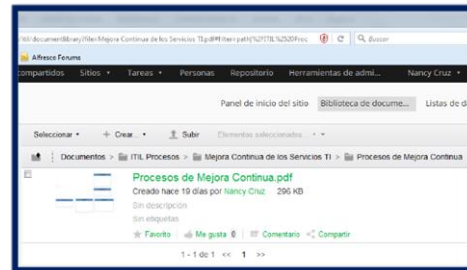 Alfresco Forums
compartidos Sitios Tareas Personas Repositorio Herramientas de admi... Nancy Cruz
Panel de inicio del sitio Biblioteca de docume... Listas de d
Seleccionar + Crear... Subir Elementos seleccionados...
Documentos > ITIL Procesos > Mejora Continua de los Servicios TI > Procesos de Mejora Continua
Procesos de Mejora Continua.pdf
Creado hace 19 días por Nancy Cruz 296 KB
Sin descripción
Sin etiquetas
Favorito Me gusta 0 Comentario Compartir
1 - 1 de 1 << 1 >>